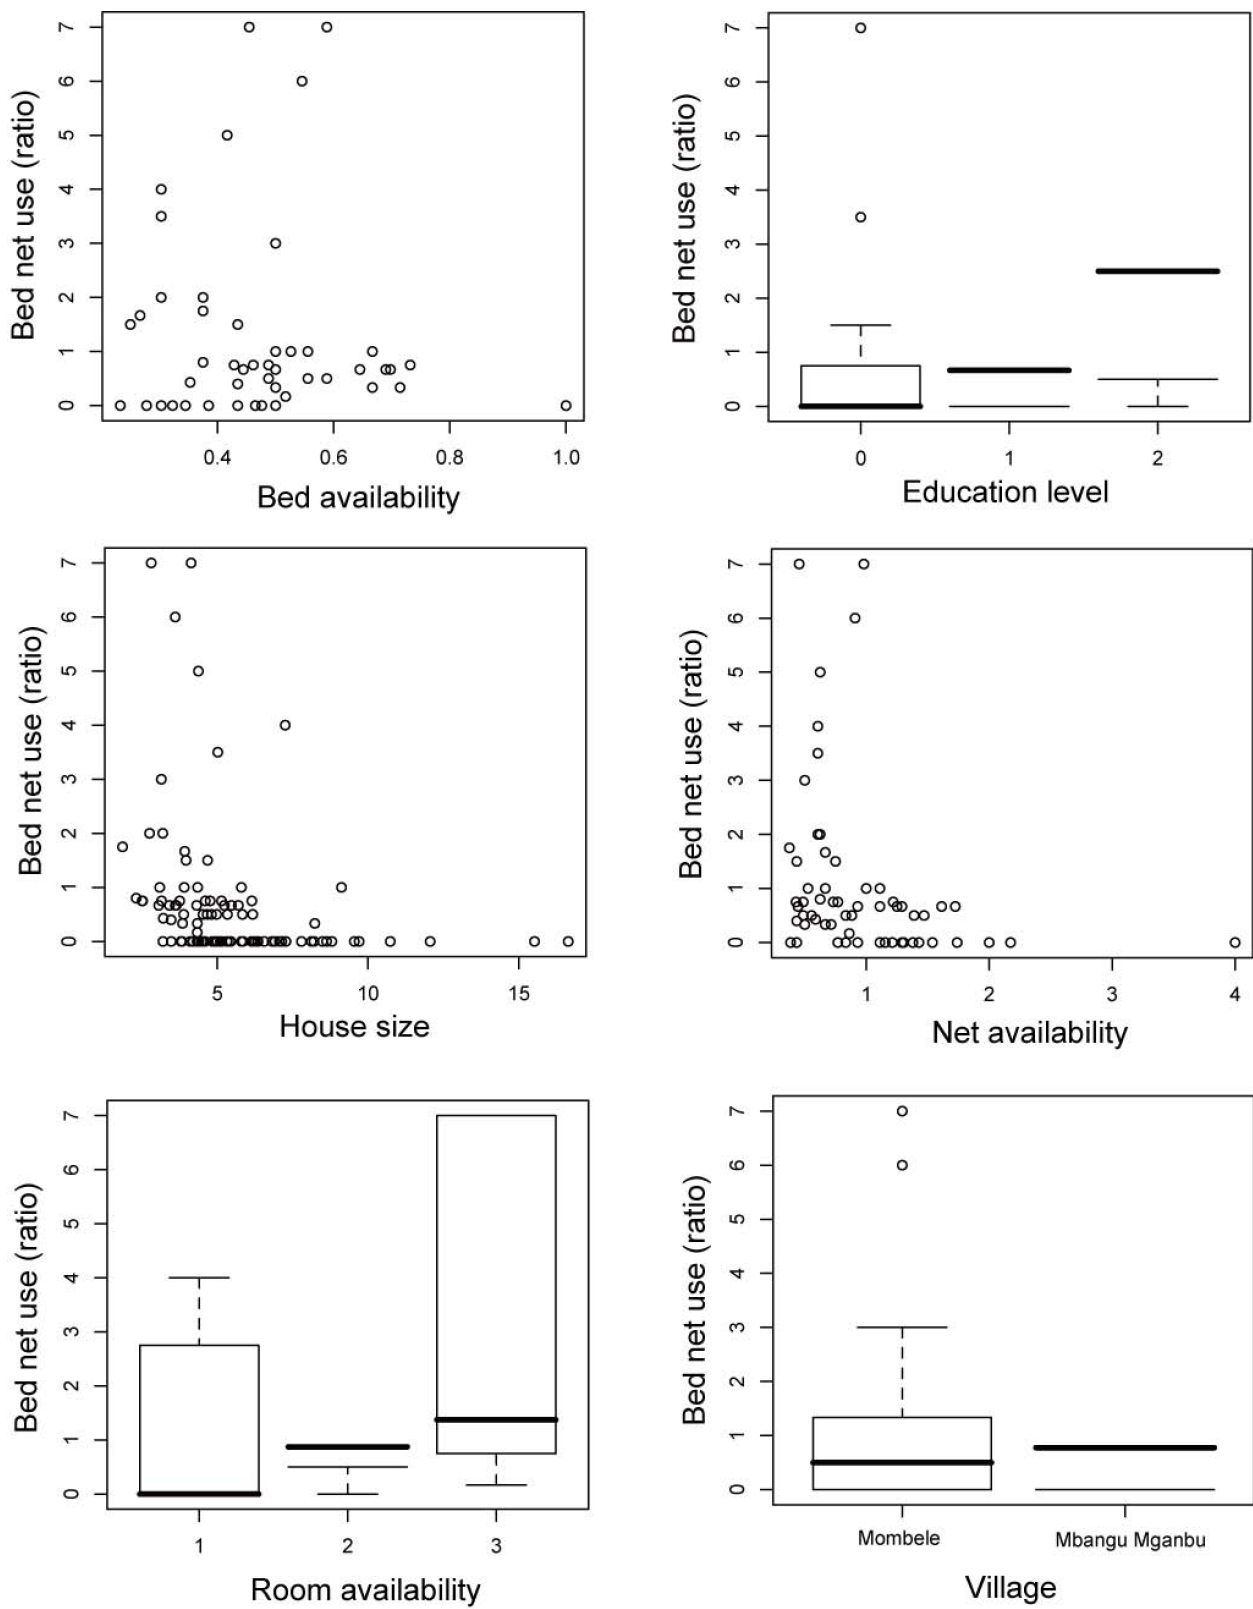 Bed net use (ratio)
7
6
5
4
3
2
1
0
0.4 0.6 0.8 1.0
Bed availability
Bed net use (ratio)
7
6
5
4
3
2
1
0
0 1 2
Education level
Bed net use (ratio)
7
6
5
4
3
2
1
0
5 10 15
House size
Bed net use (ratio)
7
6
5
4
3
2
1
0
1 2 3 4
Net availability
Bed net use (ratio)
7
6
5
4
3
2
1
0
1 2 3
Room availability
Bed net use (ratio)
7
6
5
4
3
2
1
0
Mombele Mbangu Mganbu
Village